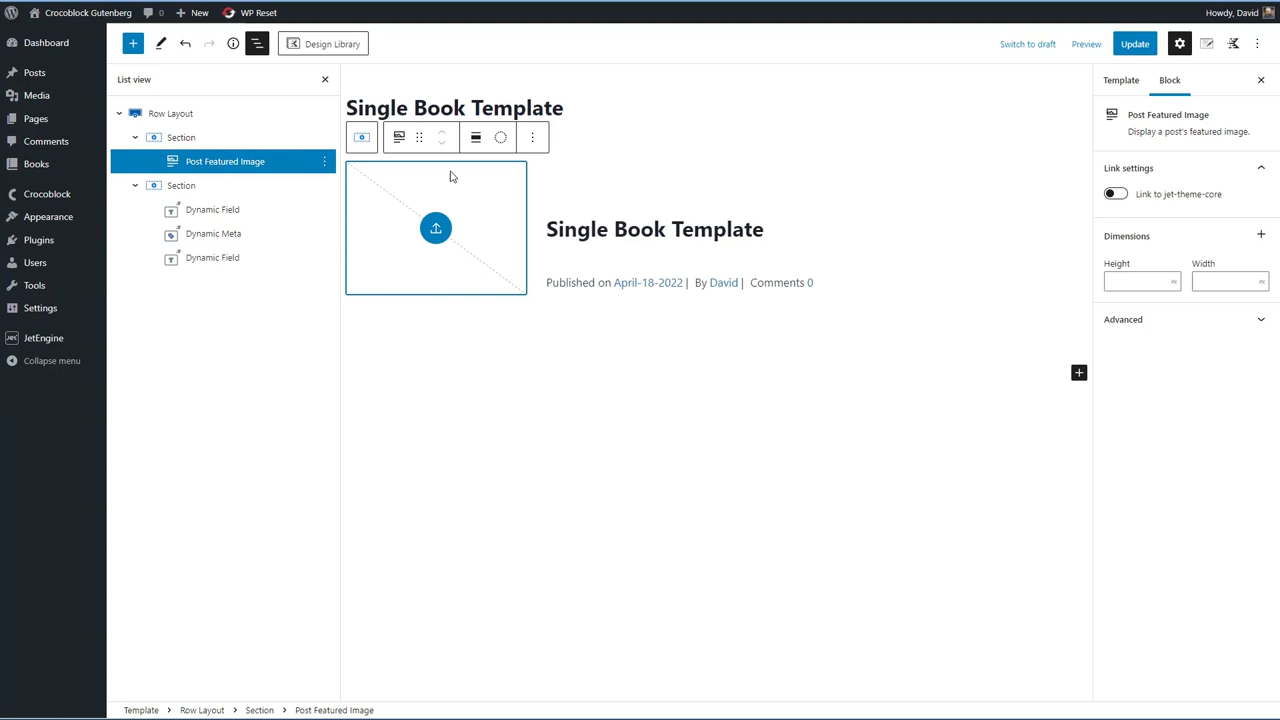 Crocoblock Gutenberg 0 New WP Reset Howdy, David
Dashboard
Posts
Media
Pages
Comments
Books
Crocoblock
Appearance
Plugins
Users
Tools
Settings
JetEngine
Collapse menu
Design Library
Switch to draft Preview Update
List view
Row Layout
Section
Post Featured Image
Section
Dynamic Field
Dynamic Meta
Dynamic Field
Single Book Template
Single Book Template
Published on April-18-2022 | By David | Comments 0
Template Block
Post Featured Image
Display a post's featured image.
Link settings
Link to jet-theme-core
Dimensions
Height Width
px px
Advanced
Template > Row Layout > Section > Post Featured Image